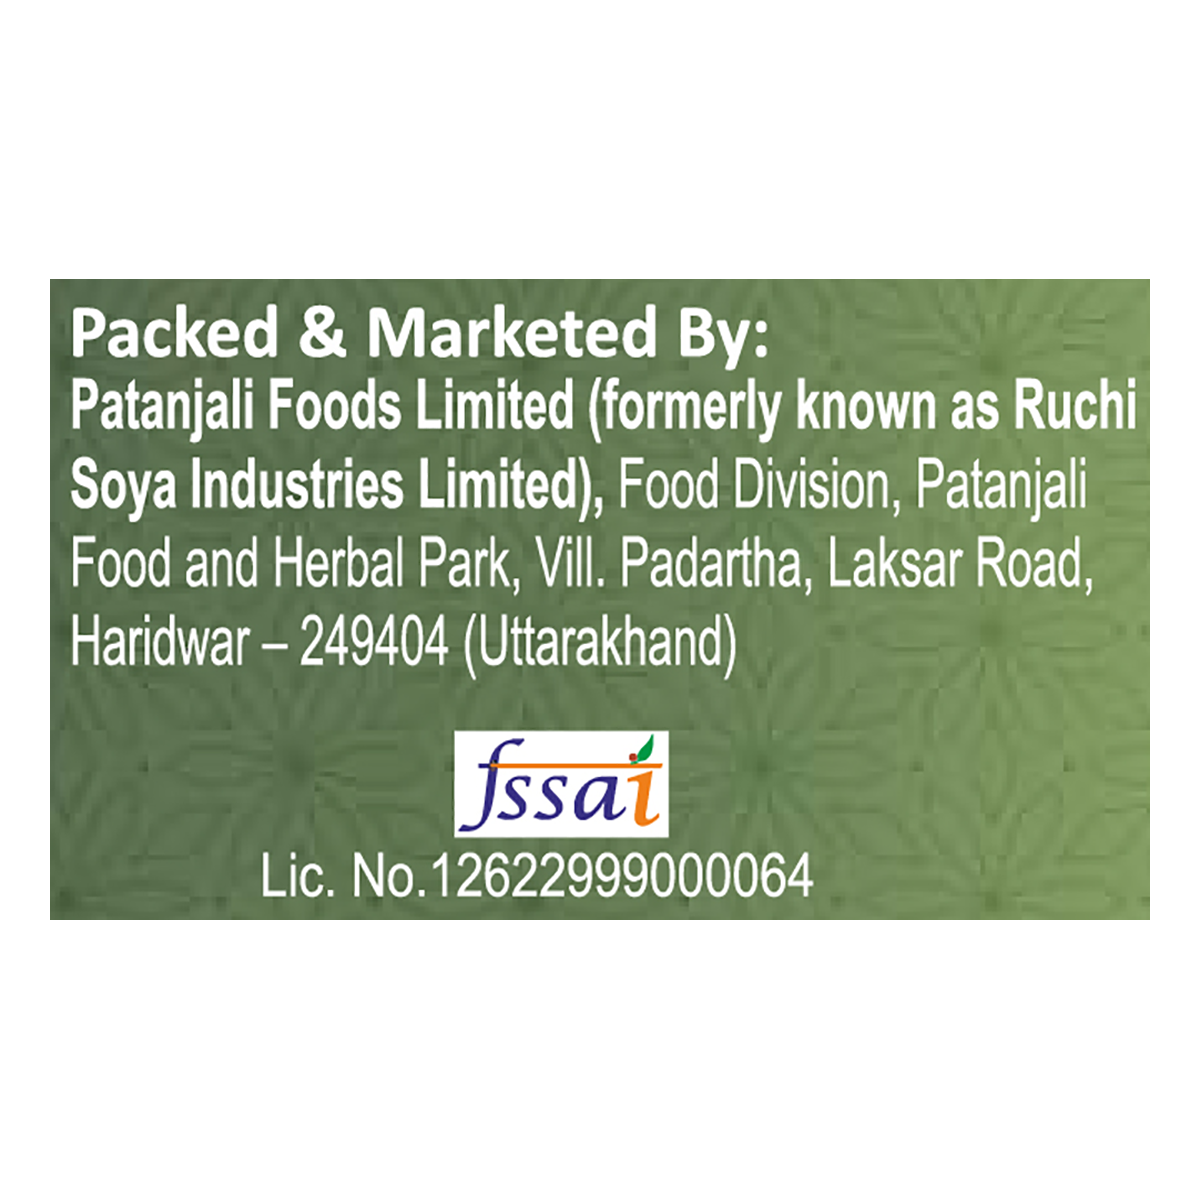 Packed & Marketed By:
Patanjali Foods Limited (formerly known as Ruchi
Soya Industries Limited), Food Division, Patanjali
Food and Herbal Park, Vill. Padartha, Laksar Road,
Haridwar – 249404 (Uttarakhand)
fssai
Lic. No.12622999000064